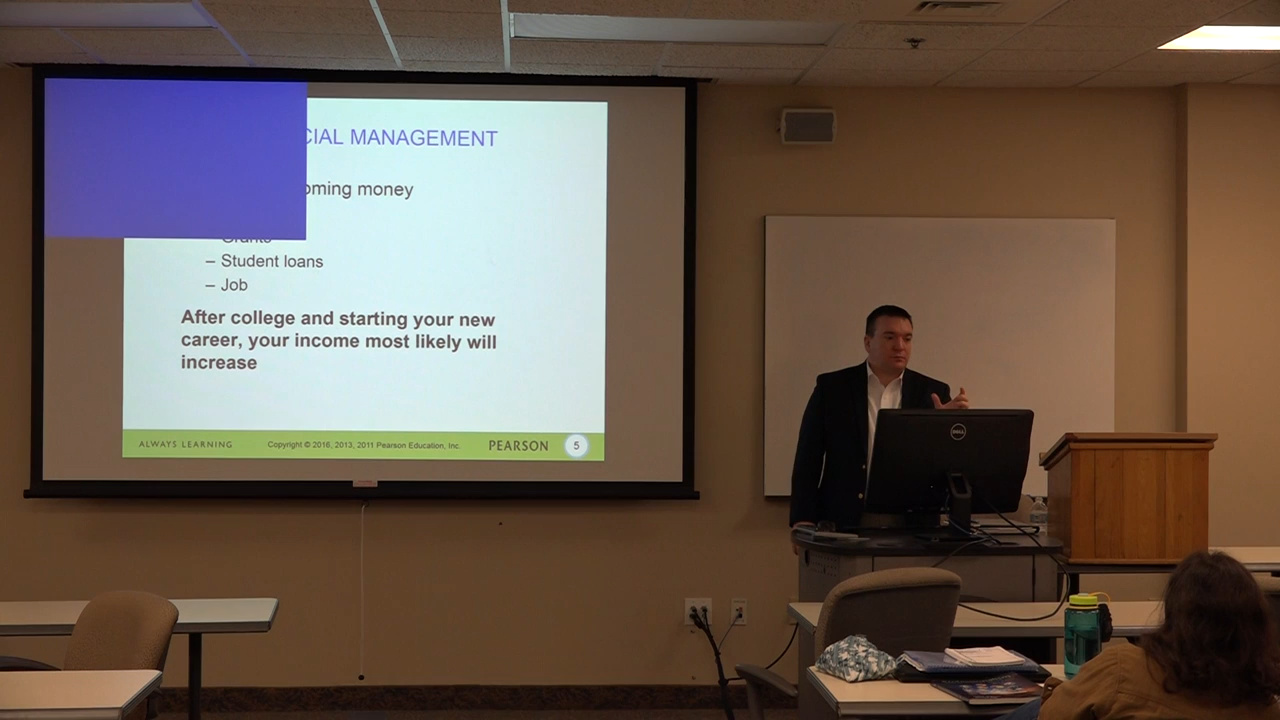 CIAL MANAGEMENT
oming money
Grants
– Student loans
– Job
After college and starting your new
career, your income most likely will
increase
ALWAYS LEARNING
Copyright © 2016, 2013, 2011 Pearson Education, Inc.
PEARSON
5
DELL